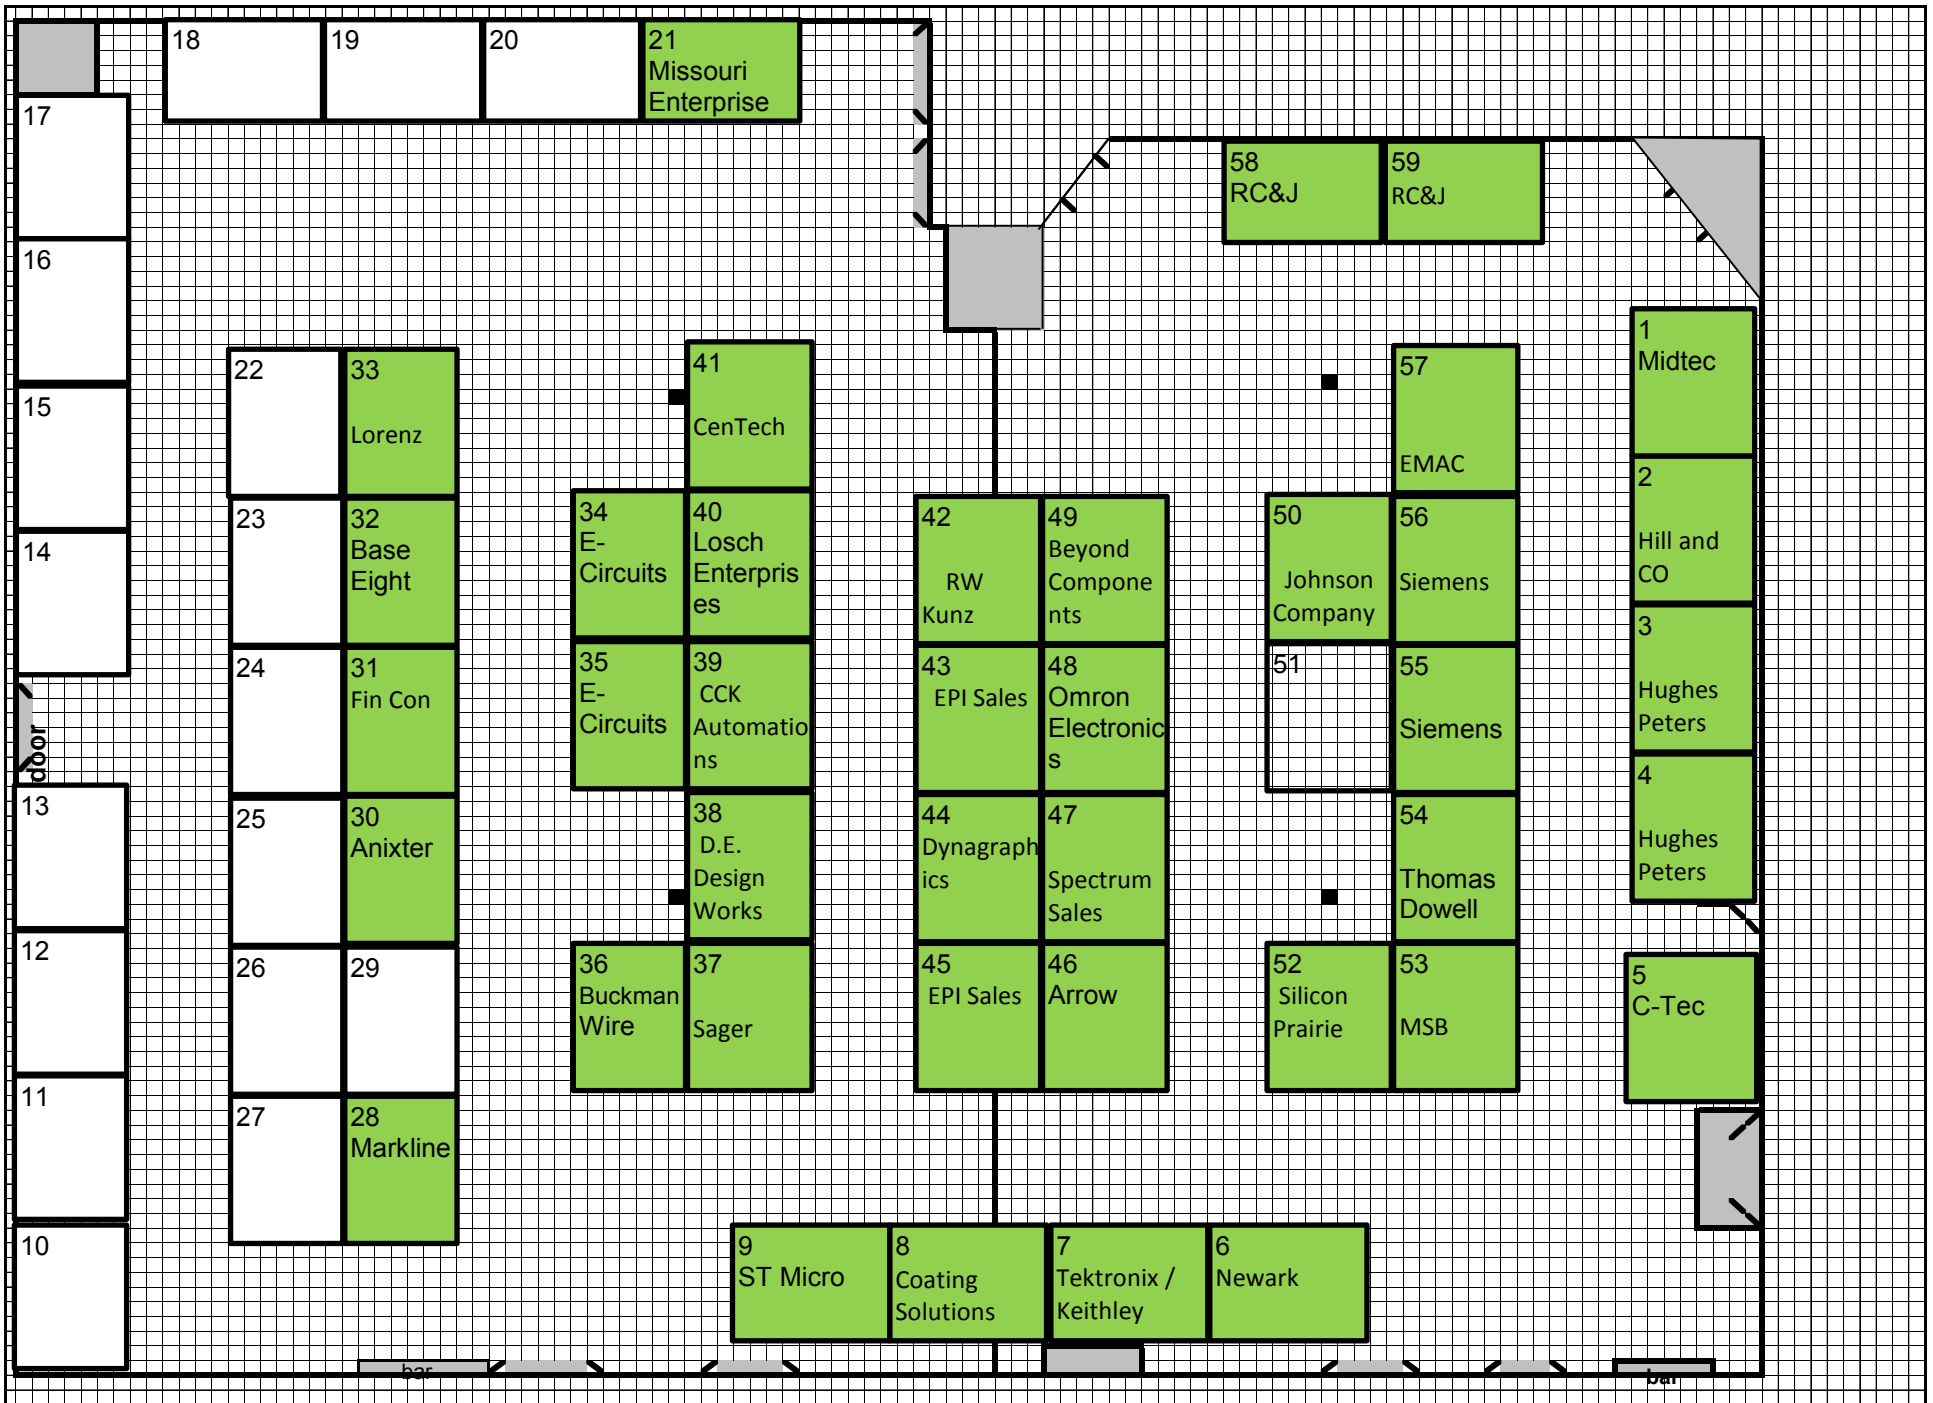 18
19
20
21
Missouri
Enterprise
17
16
15
14
door
13
12
11
10
58
RC&J
59
RC&J
22
33
Lorenz
23
32
Base
Eight
24
31
Fin Con
25
30
Anixter
26
29
27
28
Markline
41
CenTech
34
E-
Circuits
40
Losch
Enterpris
es
35
E-
Circuits
39
CCK
Automatio
ns
38
D.E.
Design
Works
36
Buckman
Wire
37
Sager
42
RW
Kunz
49
Beyond
Compone
nts
43
EPI Sales
48
Omron
Electronic
s
44
Dynagraph
ics
47
Spectrum
Sales
45
EPI Sales
46
Arrow
57
EMAC
50
Johnson
Company
56
Siemens
51
55
Siemens
54
Thomas
Dowell
52
Silicon
Prairie
53
MSB
1
Midtec
2
Hill and
CO
3
Hughes
Peters
4
Hughes
Peters
5
C-Tec
9
ST Micro
8
Coating
Solutions
7
Tektronix /
Keithley
6
Newark
bar
bar